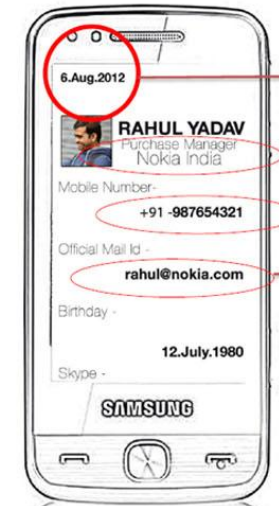 6.Aug.2012
RAHUL YADAV
Purchase Manager
Nokia India
Mobile Number-
+91 -987654321
Official Mail Id -
rahul@nokia.com
Birthday -
12.July.1980
Skype -
SAMSUNG